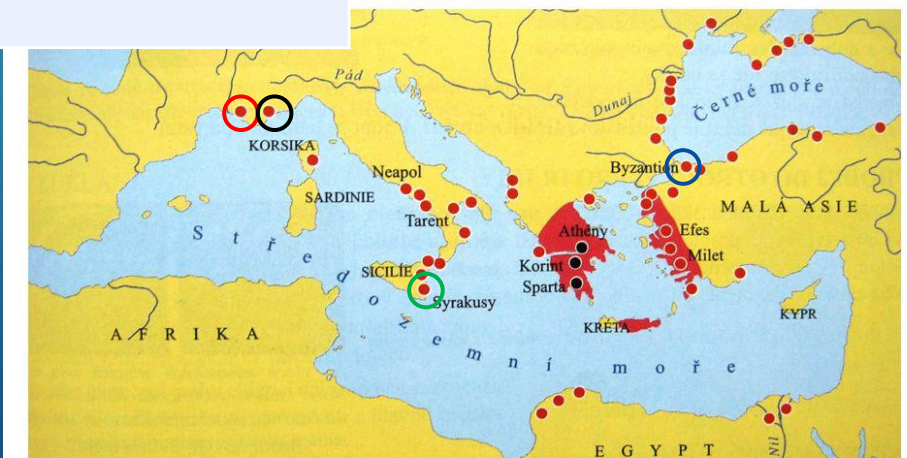 Pád
Dunaj
Černé moře
KORSIKA
Neapol
Byzantion
SARDINIE
MALÁ ASIE
Tarent
Athény
Efes
Korint
Milet
SICÍLIE
Sparta
Syrakusy
KYPR
KRÉTA
AFRIKA
Středozemní moře
EGYPT
Nil